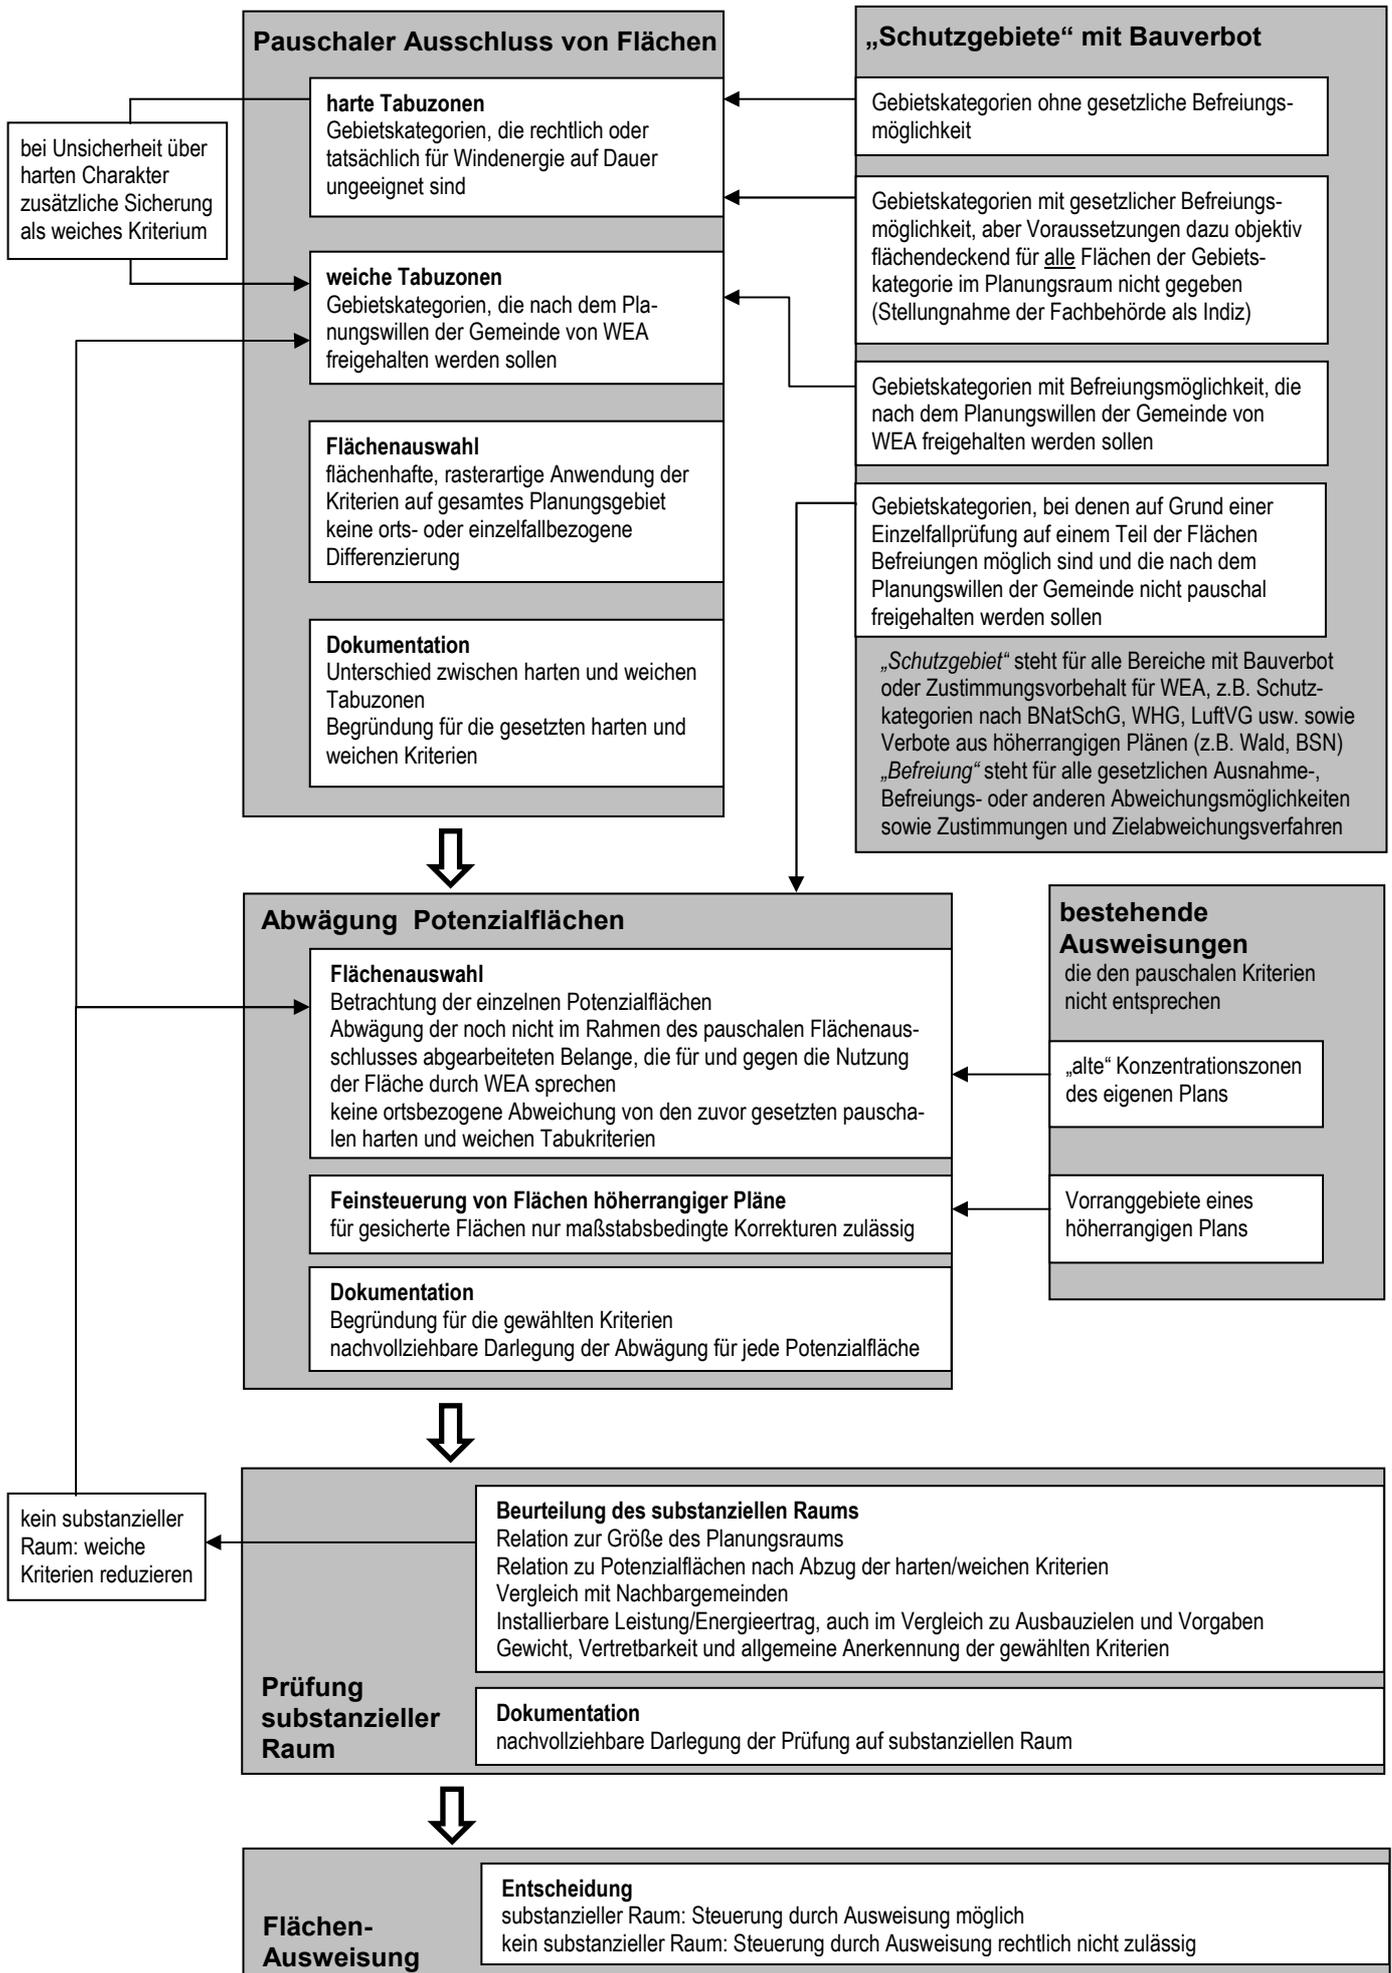 Pauschaler Ausschluss von Flächen
harte Tabuzonen
Gebietskategorien, die rechtlich oder
tatsächlich für Windenergie auf Dauer
ungeeignet sind
bei Unsicherheit über
harten Charakter
zusätzliche Sicherung
als weiches Kriterium
weiche Tabuzonen
Gebietskategorien, die nach dem Pla-
nungswillen der Gemeinde von WEA
freigehalten werden sollen
Flächenauswahl
flächenhafte, rasterartige Anwendung der
Kriterien auf gesamtes Planungsgebiet
keine orts- oder einzelfallbezogene
Differenzierung
Dokumentation
Unterschied zwischen harten und weichen
Tabuzonen
Begründung für die gesetzten harten und
weichen Kriterien
„Schutzgebiete“ mit Bauverbot
Gebietskategorien ohne gesetzliche Befreiungs-
möglichkeit
Gebietskategorien mit gesetzlicher Befreiungs-
möglichkeit, aber Voraussetzungen dazu objektiv
flächendeckend für alle Flächen der Gebiets-
kategorie im Planungsraum nicht gegeben
(Stellungnahme der Fachbehörde als Indiz)
Gebietskategorien mit Befreiungsmöglichkeit, die
nach dem Planungswillen der Gemeinde von
WEA freigehalten werden sollen
Gebietskategorien, bei denen auf Grund einer
Einzelfallprüfung auf einem Teil der Flächen
Befreiungen möglich sind und die nach dem
Planungswillen der Gemeinde nicht pauschal
freigehalten werden sollen
„Schutzgebiet“ steht für alle Bereiche mit Bauverbot
oder Zustimmungsvorbehalt für WEA, z.B. Schutz-
kategorien nach BNatSchG, WHG, LuftVG usw. sowie
Verbote aus höherrangigen Plänen (z.B. Wald, BSN)
„Befreiung“ steht für alle gesetzlichen Ausnahme-,
Befreiungs- oder anderen Abweichungsmöglichkeiten
sowie Zustimmungen und Zielabweichungsverfahren
Abwägung Potenzialflächen
Flächenauswahl
Betrachtung der einzelnen Potenzialflächen
Abwägung der noch nicht im Rahmen des pauschalen Flächenaus-
schlusses abgearbeiteten Belange, die für und gegen die Nutzung
der Fläche durch WEA sprechen
keine ortsbezogene Abweichung von den zuvor gesetzten pauscha-
len harten und weichen Tabukriterien
Feinsteuerung von Flächen höherrangiger Pläne
für gesicherte Flächen nur maßstabsbedingte Korrekturen zulässig
Dokumentation
Begründung für die gewählten Kriterien
nachvollziehbare Darlegung der Abwägung für jede Potenzialfläche
bestehende
Ausweisungen
die den pauschalen Kriterien
nicht entsprechen
„alte“ Konzentrationszonen
des eigenen Plans
Vorranggebiete eines
höherrangigen Plans
kein substanzieller
Raum: weiche
Kriterien reduzieren
Prüfung
substanzieller
Raum
Beurteilung des substanziellen Raums
Relation zur Größe des Planungsraums
Relation zu Potenzialflächen nach Abzug der harten/weichen Kriterien
Vergleich mit Nachbargemeinden
Installierbare Leistung/Energieertrag, auch im Vergleich zu Ausbauzielen und Vorgaben
Gewicht, Vertretbarkeit und allgemeine Anerkennung der gewählten Kriterien
Dokumentation
nachvollziehbare Darlegung der Prüfung auf substanziellen Raum
Flächen-
Ausweisung
Entscheidung
substanzieller Raum: Steuerung durch Ausweisung möglich
kein substanzieller Raum: Steuerung durch Ausweisung rechtlich nicht zulässig